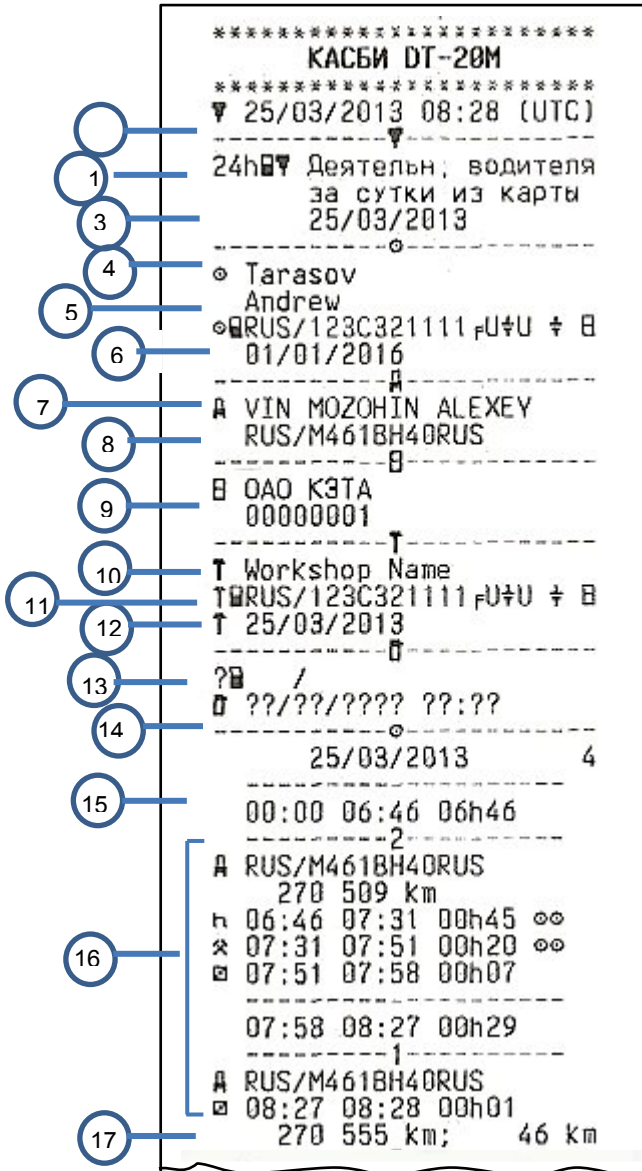 ********************
КАСБИ DT-20M
********************
25/03/2013 08:28 (UTC)
1 24h Деятельн; водителя
за сутки из карты
3 25/03/2013
4 Tarasov
5 Andrew
RUS/123C321111
6 01/01/2016
7 VIN MOZOHIN ALEXEY
8 RUS/M461BH40RUS
9 ОАО КЭТА
00000001
10 Workshop Name
11 RUS/123C321111
12 25/03/2013
13 ? /
14 ??/??/???? ??:??
25/03/2013 4
15 00:00 06:46 06h46
2
RUS/M461BH40RUS
270 509 km
06:46 07:31 00h45
16 07:31 07:51 00h20
07:51 07:58 00h07
07:58 08:27 00h29
1
RUS/M461BH40RUS
08:27 08:28 00h01
17 270 555 km; 46 km